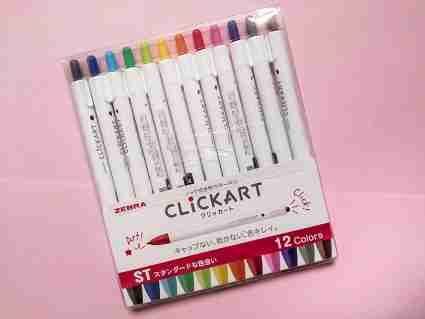 ZEBRA
CLiCKART
クリッカート
Art!
Click!
キャップない。乾かない。色キレイ。
12 Colors
ST スタンダードな色合い